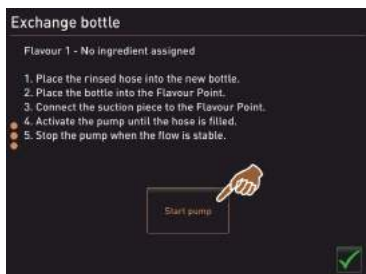 Exchange bottle
Flavour 1 - No ingredient assigned
1. Place the rinsed hose into the new bottle.
2. Place the bottle into the Flavour Point.
3. Connect the suction piece to the Flavour Point.
4. Activate the pump until the hose is filled.
5. Stop the pump when the flow is stable.
Start pump